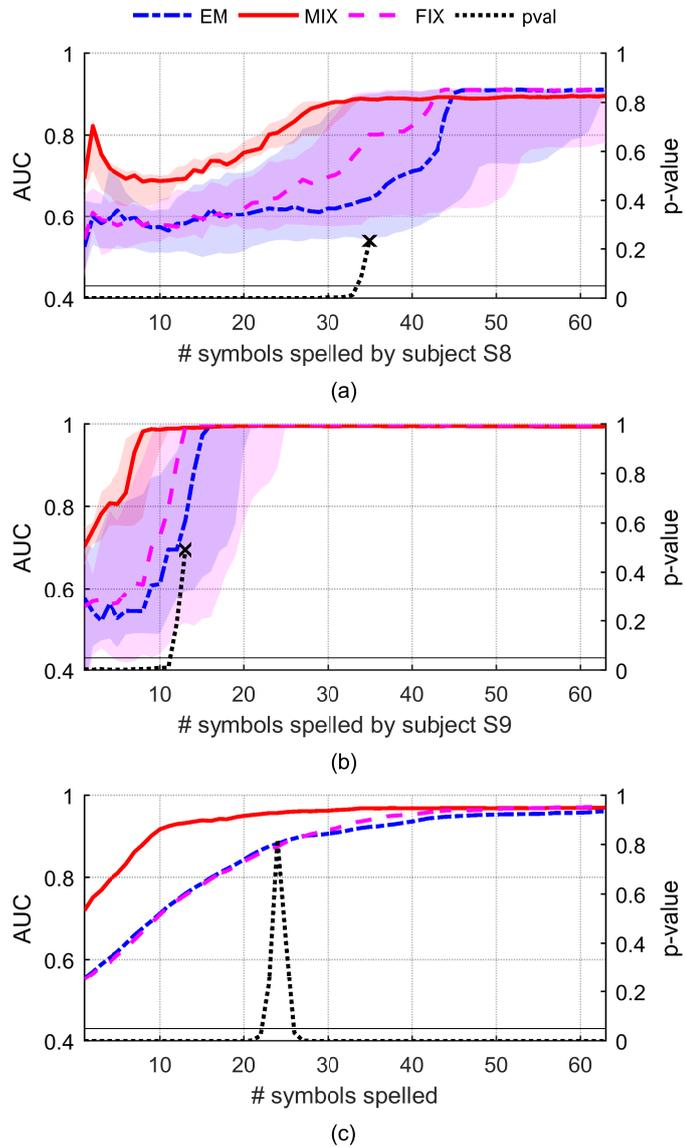 EM MIX FIX pval
1 1
0.8 0.8
0.6
0.6 0.4
0.2
0.4 0
AUC
p-value
10 20 30 40 50 60
# symbols spelled by subject S8
(a)
1 1
0.8 0.8
0.6
0.6 0.4
0.2
0.4 0
AUC
p-value
10 20 30 40 50 60
# symbols spelled by subject S9
(b)
1 1
0.8 0.8
0.6
0.6 0.4
0.2
0.4 0
AUC
p-value
10 20 30 40 50 60
# symbols spelled
(c)